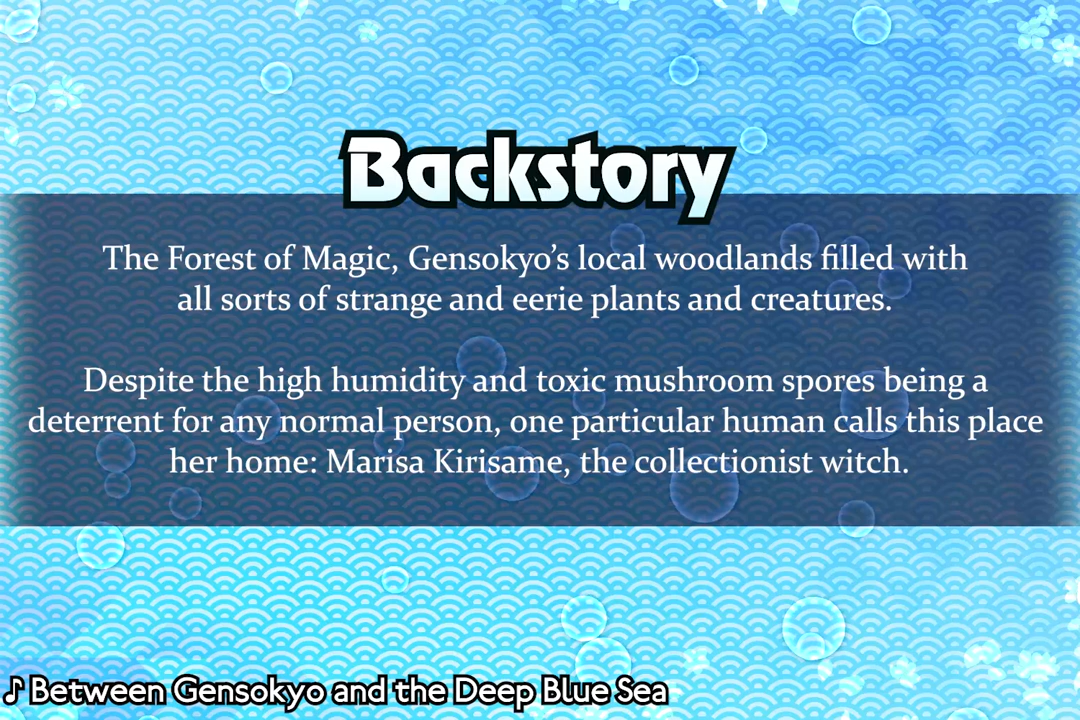 Backstory
The Forest of Magic, Gensokyo’s local woodlands filled with
all sorts of strange and eerie plants and creatures.
Despite the high humidity and toxic mushroom spores being a
deterrent for any normal person, one particular human calls this place
her home: Marisa Kirisame, the collectionist witch.
♪ Between Gensokyo and the Deep Blue Sea